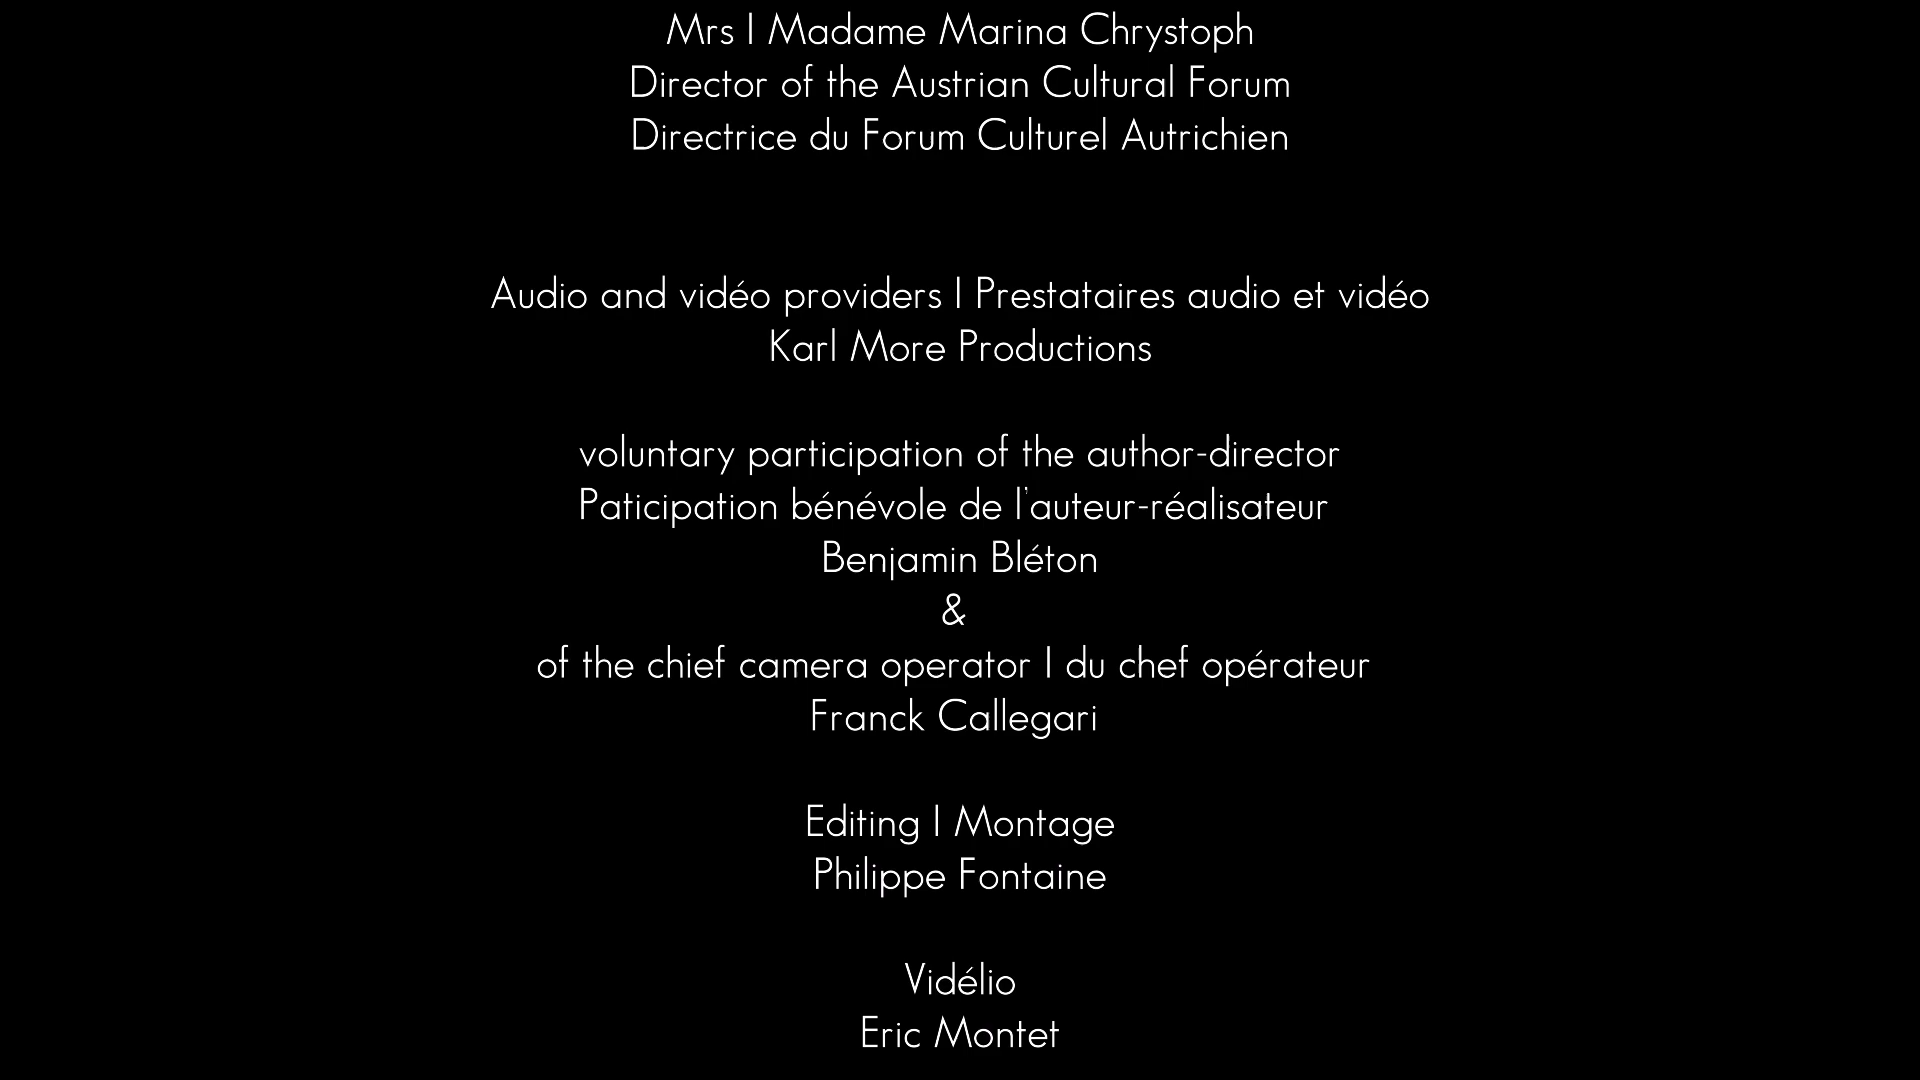 Mrs | Madame Marina Chrystoph
Director of the Austrian Cultural Forum
Directrice du Forum Culturel Autrichien
Audio and vidéo providers | Prestataires audio et vidéo
Karl More Productions
voluntary participation of the author-director
Paticipation bénévole de l'auteur-réalisateur
Benjamin Bléton
&
of the chief camera operator | du chef opérateur
Franck Callegari
Editing | Montage
Philippe Fontaine
Vidélio
Eric Montet